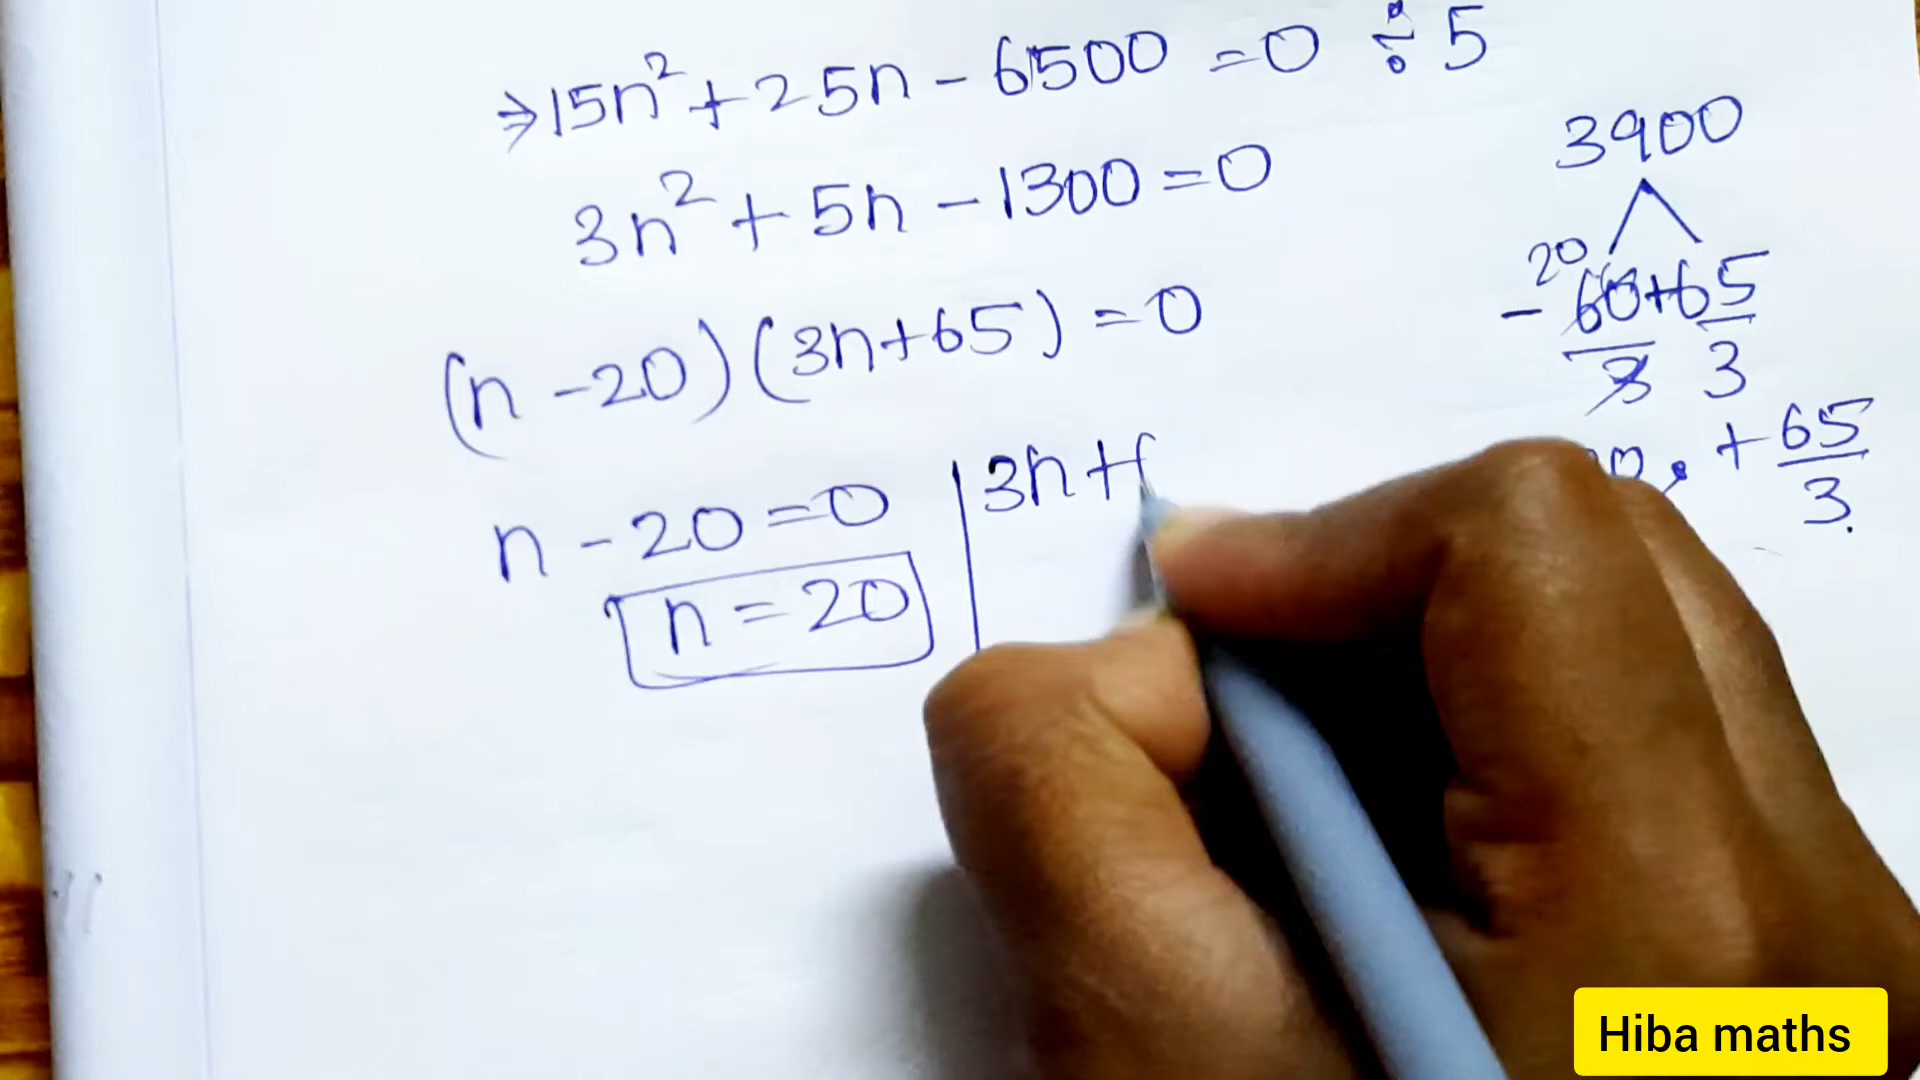 ⇒15n²+25n-6500=0 ÷5
3n²+5n-1300=0
(n-20)(3n+65)=0
n-20=0
n=20
3n+
3900
20
-60+65
3 3
+65
3.
Hiba maths